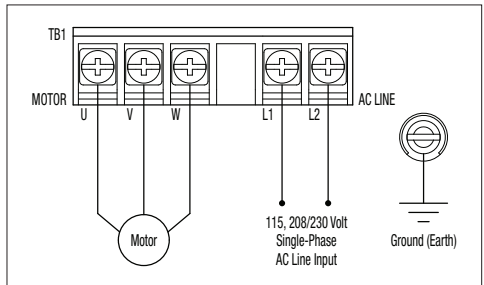 TB1
MOTOR
AC LINE
U V W L1 L2
Motor
115, 208/230 Volt
Single-Phase
AC Line Input
Ground (Earth)